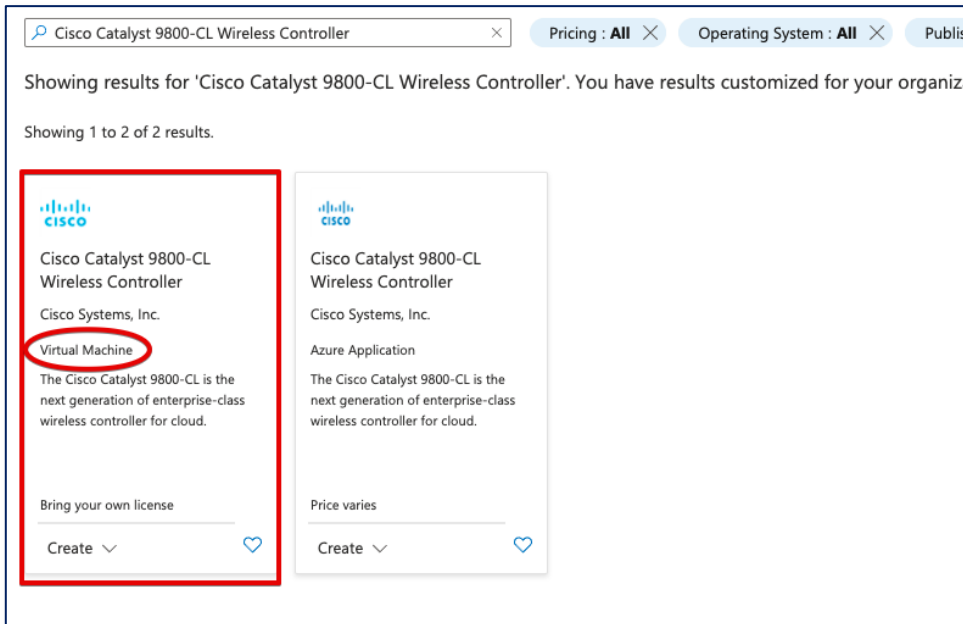 Cisco Catalyst 9800-CL Wireless Controller
Pricing : All
Operating System : All
Publis
Showing results for 'Cisco Catalyst 9800-CL Wireless Controller'. You have results customized for your organiz
Showing 1 to 2 of 2 results.
CISCO
Cisco Catalyst 9800-CL
Wireless Controller
Cisco Systems, Inc.
Virtual Machine
The Cisco Catalyst 9800-CL is the
next generation of enterprise-class
wireless controller for cloud.
Bring your own license
Create
CISCO
Cisco Catalyst 9800-CL
Wireless Controller
Cisco Systems, Inc.
Azure Application
The Cisco Catalyst 9800-CL is the
next generation of enterprise-class
wireless controller for cloud.
Price varies
Create